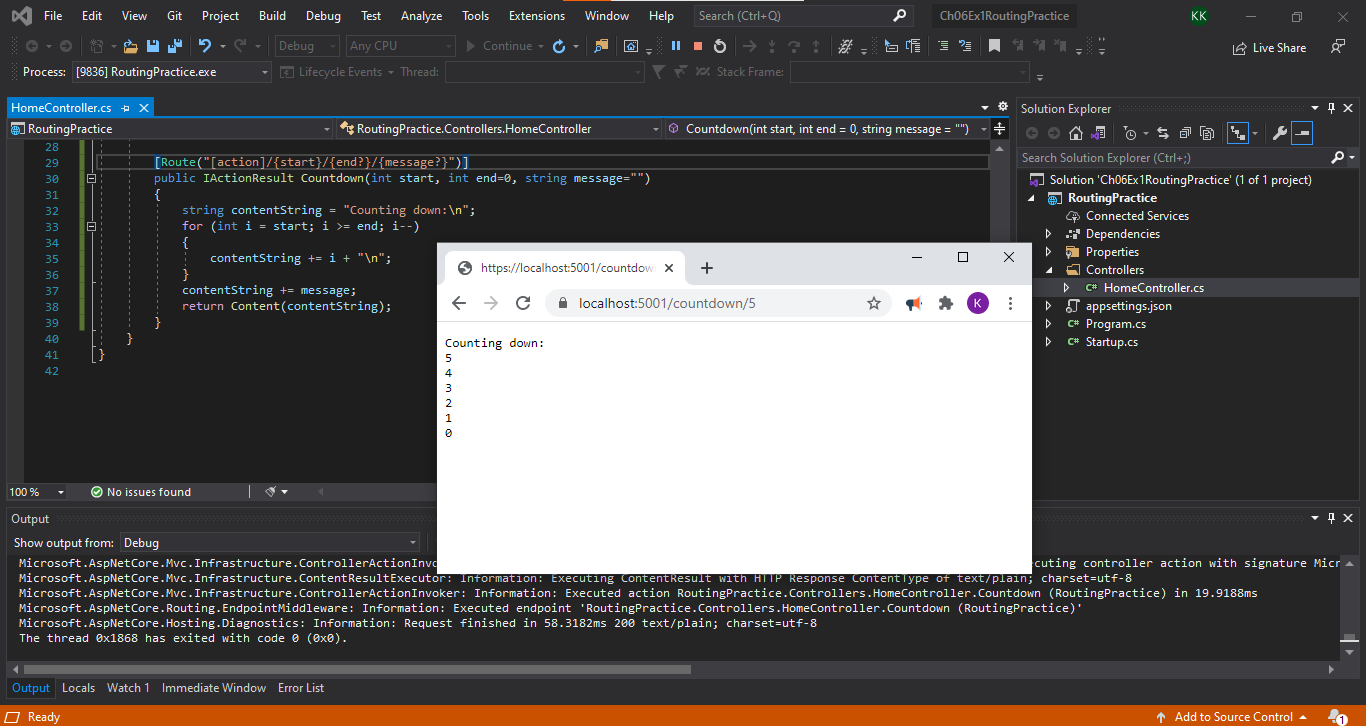 File Edit View Git Project Build Debug Test Analyze Tools Extensions Window Help Search (Ctrl+Q) Ch06Ex1RoutingPractice KK
Debug Any CPU Continue Live Share
Process: [9836] RoutingPractice.exe Lifecycle Events Thread: Stack Frame:
HomeController.cs
RoutingPractice RoutingPractice.Controllers.HomeController Countdown(int start, int end = 0, string message = "")
28
29 [Route("[action]/{start}/{end?}/{message?}")]
30 public IActionResult Countdown(int start, int end=0, string message="")
31 {
32 string contentString = "Counting down:\n";
33 for (int i = start; i >= end; i--)
34 {
35 contentString += i + "\n";
36 }
37 contentString += message;
38 return Content(contentString);
39 }
40 }
41 }
42
100 % No issues found
Solution Explorer
Search Solution Explorer (Ctrl+;)
Solution 'Ch06Ex1RoutingPractice' (1 of 1 project)
RoutingPractice
Connected Services
Dependencies
Properties
Controllers
C# HomeController.cs
appsettings.json
C# Program.cs
C# Startup.cs
https://localhost:5001/countdow
localhost:5001/countdown/5 K
Counting down:
5
4
3
2
1
0
Output
Show output from: Debug
Microsoft.AspNetCore.Mvc.Infrastructure.ControllerActionInvo cuting controller action with signature Micr
Microsoft.AspNetCore.Mvc.Infrastructure.ContentResultExecutor: Information: Executing ContentResult with HTTP Response ContentType of text/plain; charset=utf-8
Microsoft.AspNetCore.Mvc.Infrastructure.ControllerActionInvoker: Information: Executed action RoutingPractice.Controllers.HomeController.Countdown (RoutingPractice) in 19.9188ms
Microsoft.AspNetCore.Routing.EndpointMiddleware: Information: Executed endpoint 'RoutingPractice.Controllers.HomeController.Countdown (RoutingPractice)'
Microsoft.AspNetCore.Hosting.Diagnostics: Information: Request finished in 58.3182ms 200 text/plain; charset=utf-8
The thread 0x1868 has exited with code 0 (0x0).
Output Locals Watch 1 Immediate Window Error List
Ready Add to Source Control 1